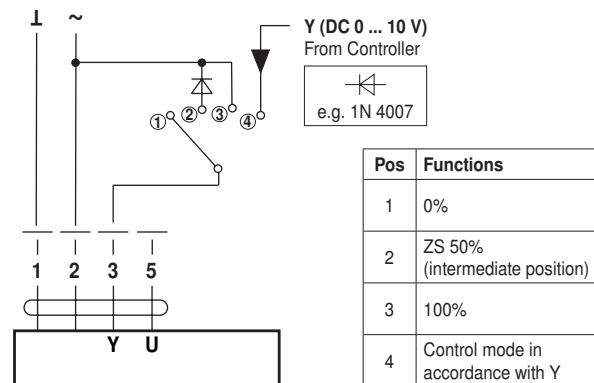 ⊥ ~
Y (DC 0 ... 10 V)
From Controller
e.g. 1N 4007
① ② ③ ④
1 2 3 5
Y U
Pos Functions
1 0%
2 ZS 50%
(intermediate position)
3 100%
4 Control mode in
accordance with Y